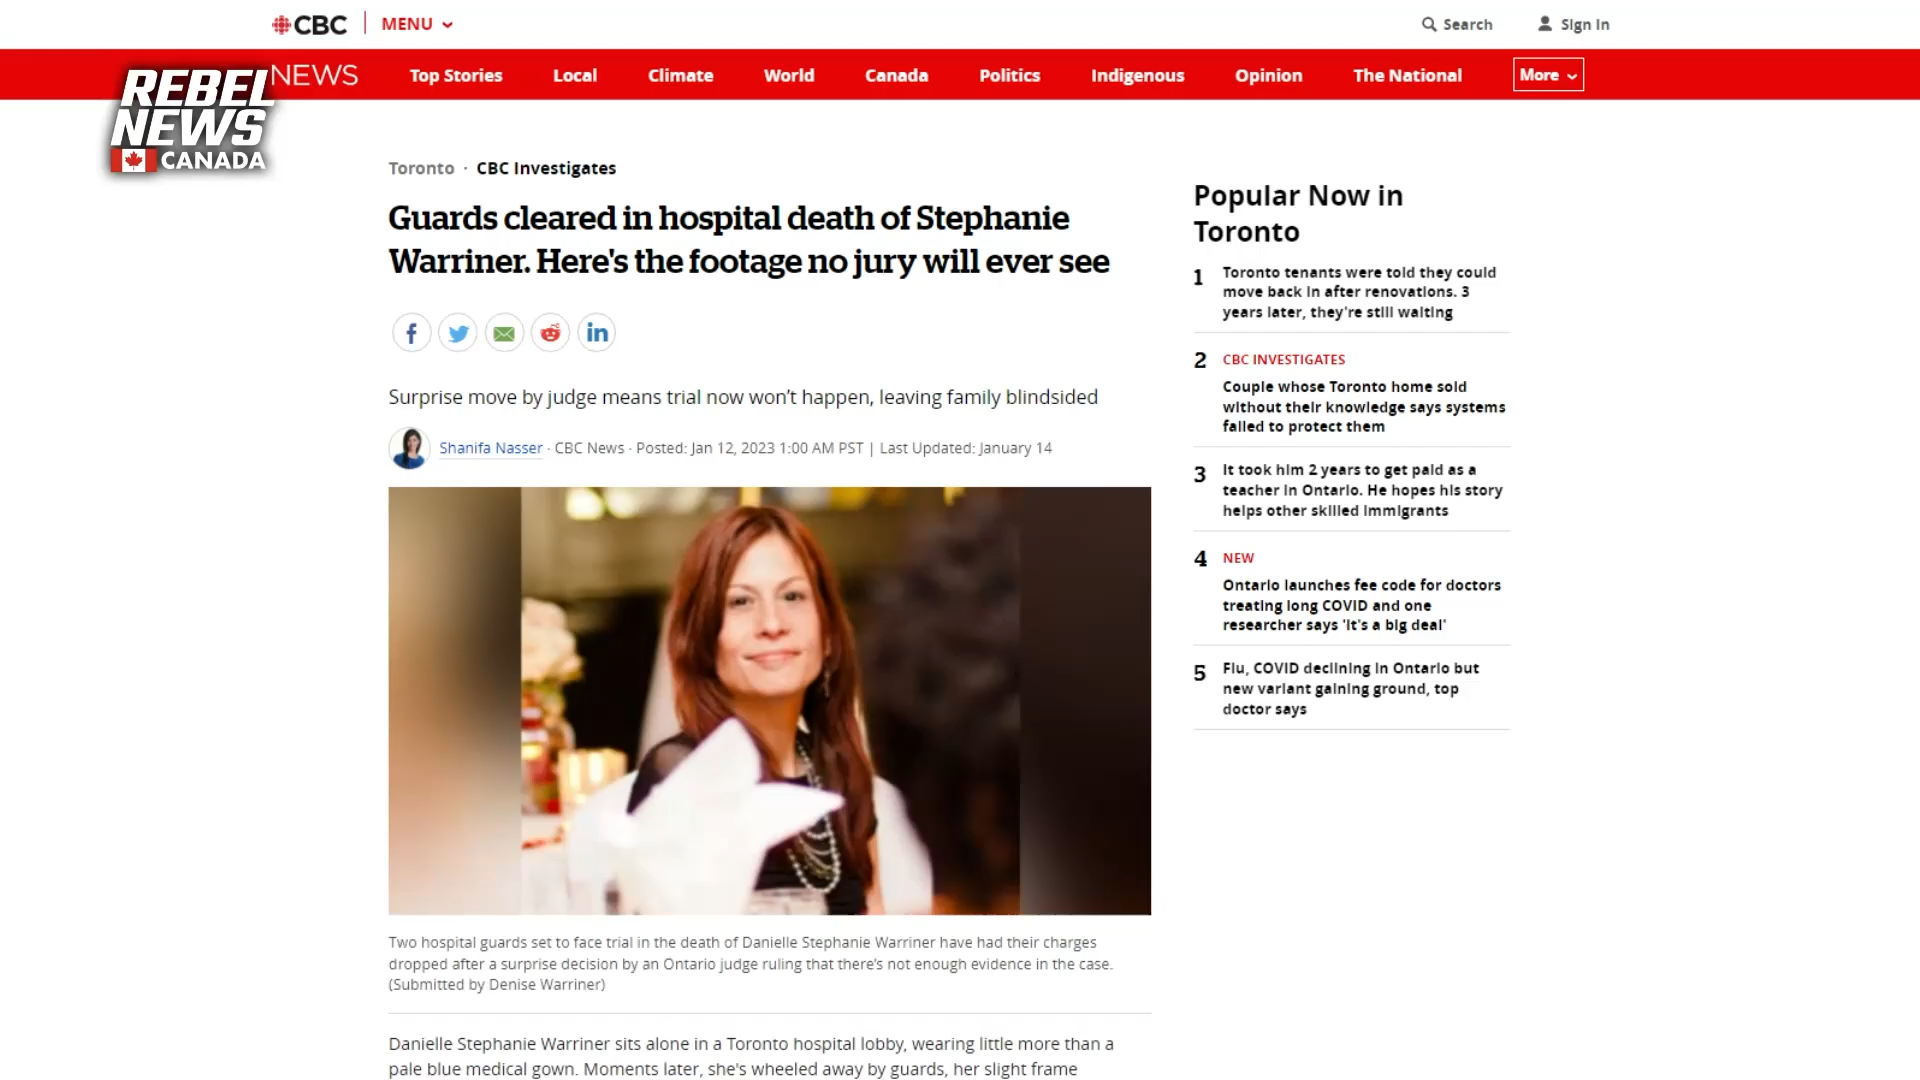 CBC
MENU
Search
Sign In
NEWS
Top Stories
Local
Climate
World
Canada
Politics
Indigenous
Opinion
The National
More
REBEL
NEWS
CANADA
Toronto · CBC Investigates
Guards cleared in hospital death of Stephanie
Warriner. Here's the footage no jury will ever see
Surprise move by judge means trial now won't happen, leaving family blindsided
Shanifa Nasser · CBC News · Posted: Jan 12, 2023 1:00 AM PST | Last Updated: January 14
Two hospital guards set to face trial in the death of Danielle Stephanie Warriner have had their charges
dropped after a surprise decision by an Ontario judge ruling that there's not enough evidence in the case.
(Submitted by Denise Warriner)
Danielle Stephanie Warriner sits alone in a Toronto hospital lobby, wearing little more than a
pale blue medical gown. Moments later, she's wheeled away by guards, her slight frame
Popular Now in
Toronto
1
Toronto tenants were told they could
move back in after renovations. 3
years later, they're still waiting
2
CBC INVESTIGATES
Couple whose Toronto home sold
without their knowledge says systems
failed to protect them
3
It took him 2 years to get paid as a
teacher in Ontario. He hopes his story
helps other skilled immigrants
4
NEW
Ontario launches fee code for doctors
treating long COVID and one
researcher says 'it's a big deal'
5
Flu, COVID declining in Ontario but
new variant gaining ground, top
doctor says